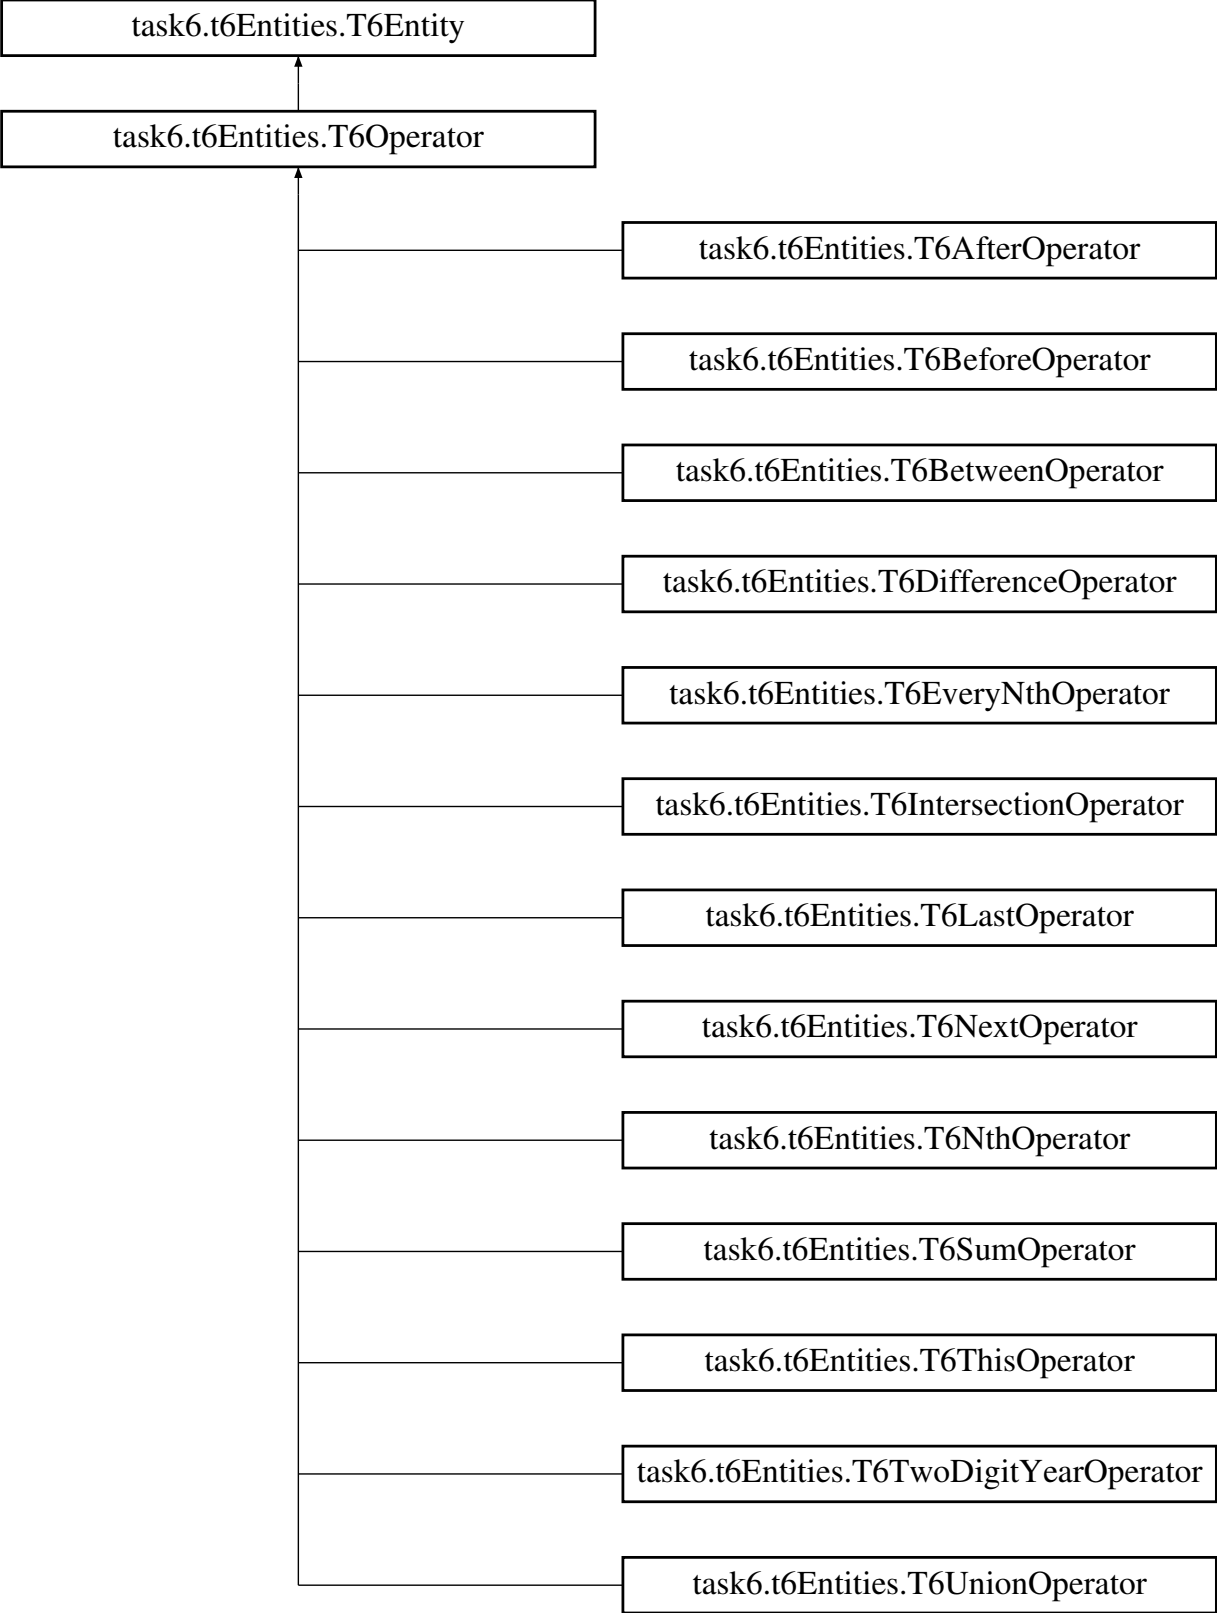 task6.t6Entities.T6Entity
task6.t6Entities.T6Operator
task6.t6Entities.T6AfterOperator
task6.t6Entities.T6BeforeOperator
task6.t6Entities.T6BetweenOperator
task6.t6Entities.T6DifferenceOperator
task6.t6Entities.T6EveryNthOperator
task6.t6Entities.T6IntersectionOperator
task6.t6Entities.T6LastOperator
task6.t6Entities.T6NextOperator
task6.t6Entities.T6NthOperator
task6.t6Entities.T6SumOperator
task6.t6Entities.T6ThisOperator
task6.t6Entities.T6TwoDigitYearOperator
task6.t6Entities.T6UnionOperator